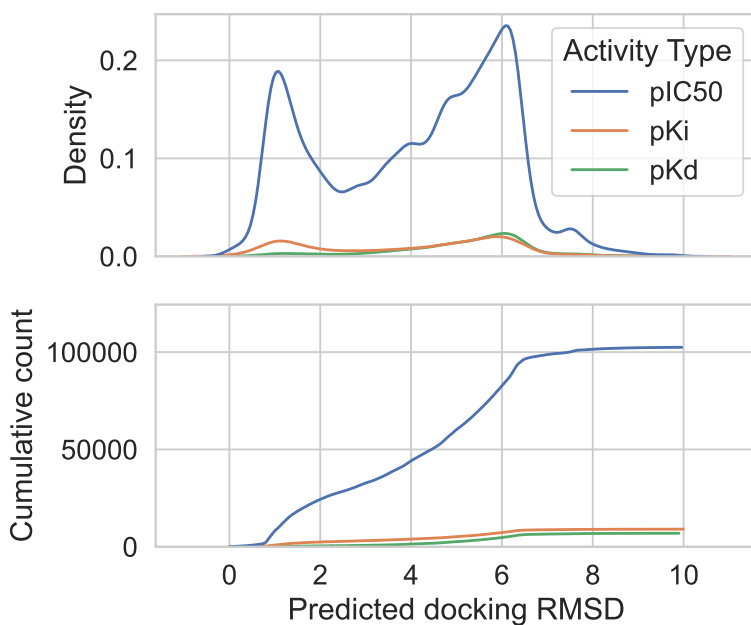 Density
0.2
0.1
0.0
Activity Type
pIC50
pKi
pKd
Cumulative count
100000
50000
0
0 2 4 6 8 10
Predicted docking RMSD